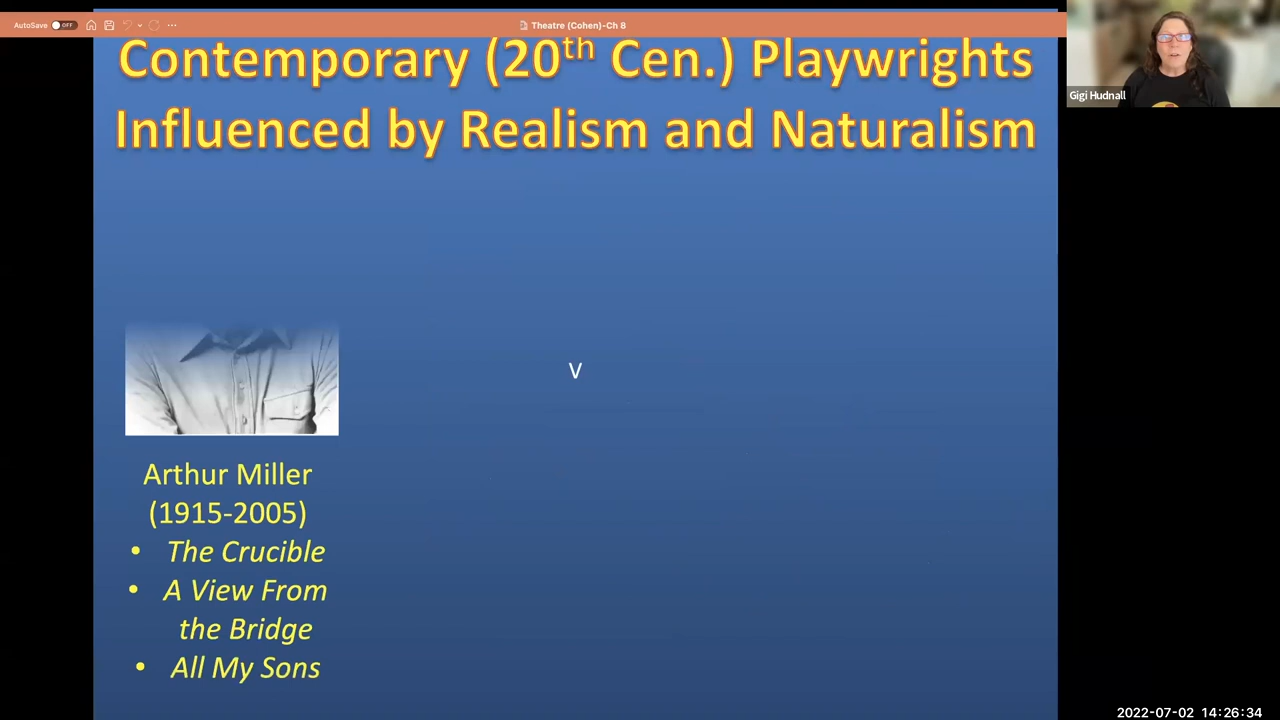 AutoSave OFF
Theatre (Cohen)-Ch 8
Contemporary (20th Cen.) Playwrights
Influenced by Realism and Naturalism
Gigi Hudnall
V
Arthur Miller
(1915-2005)
• The Crucible
• A View From
the Bridge
• All My Sons
2022-07-02 14:26:34